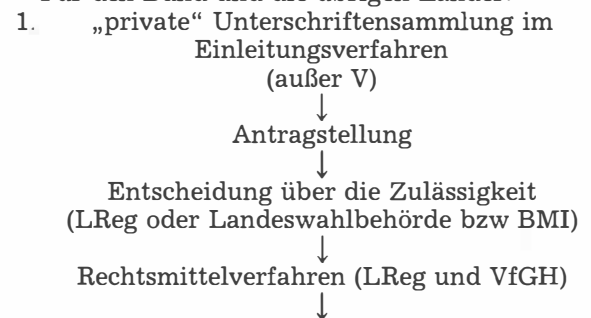 1. „private“ Unterschriftensammlung im
Einleitungsverfahren
(außer V)
↓
Antragstellung
↓
Entscheidung über die Zulässigkeit
(LReg oder Landeswahlbehörde bzw BMI)
↓
Rechtsmittelverfahren (LReg und VfGH)
↓